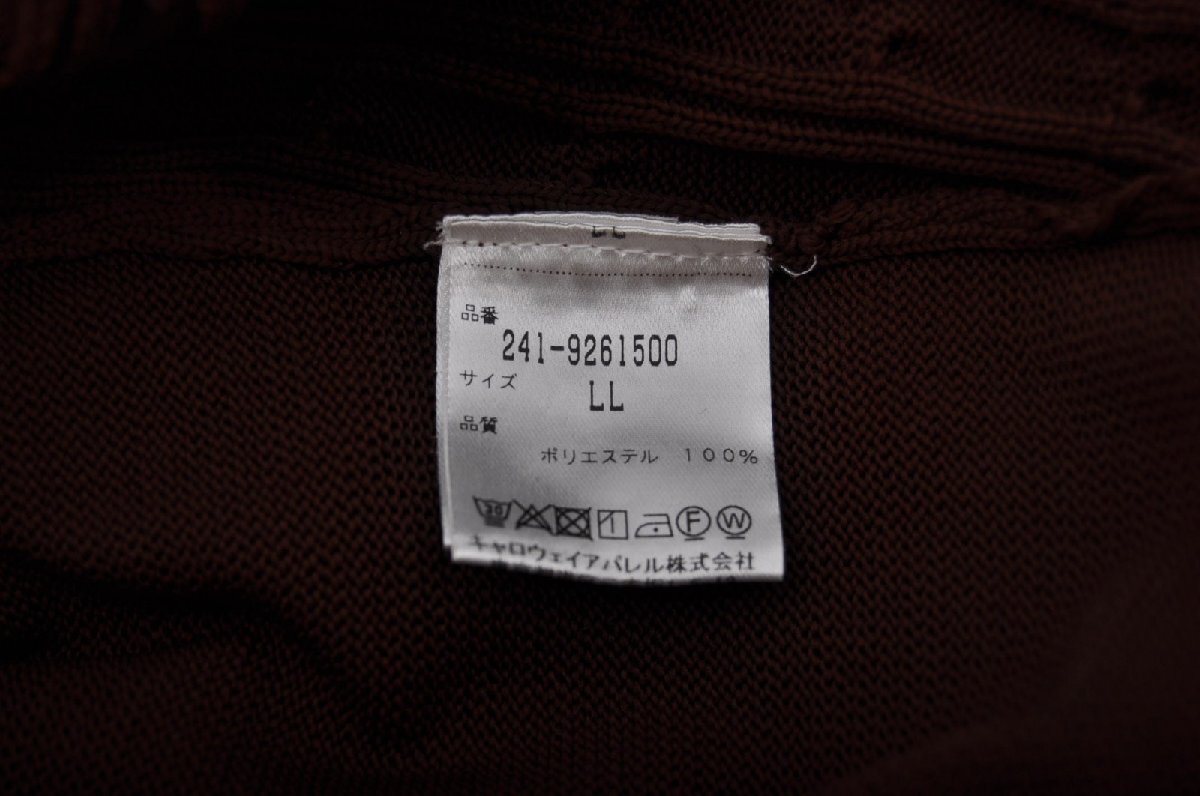 LL
品番
241-9261500
サイズ
LL
品質
ポリエステル 100%
30 F W
キャロウェイアパレル株式会社